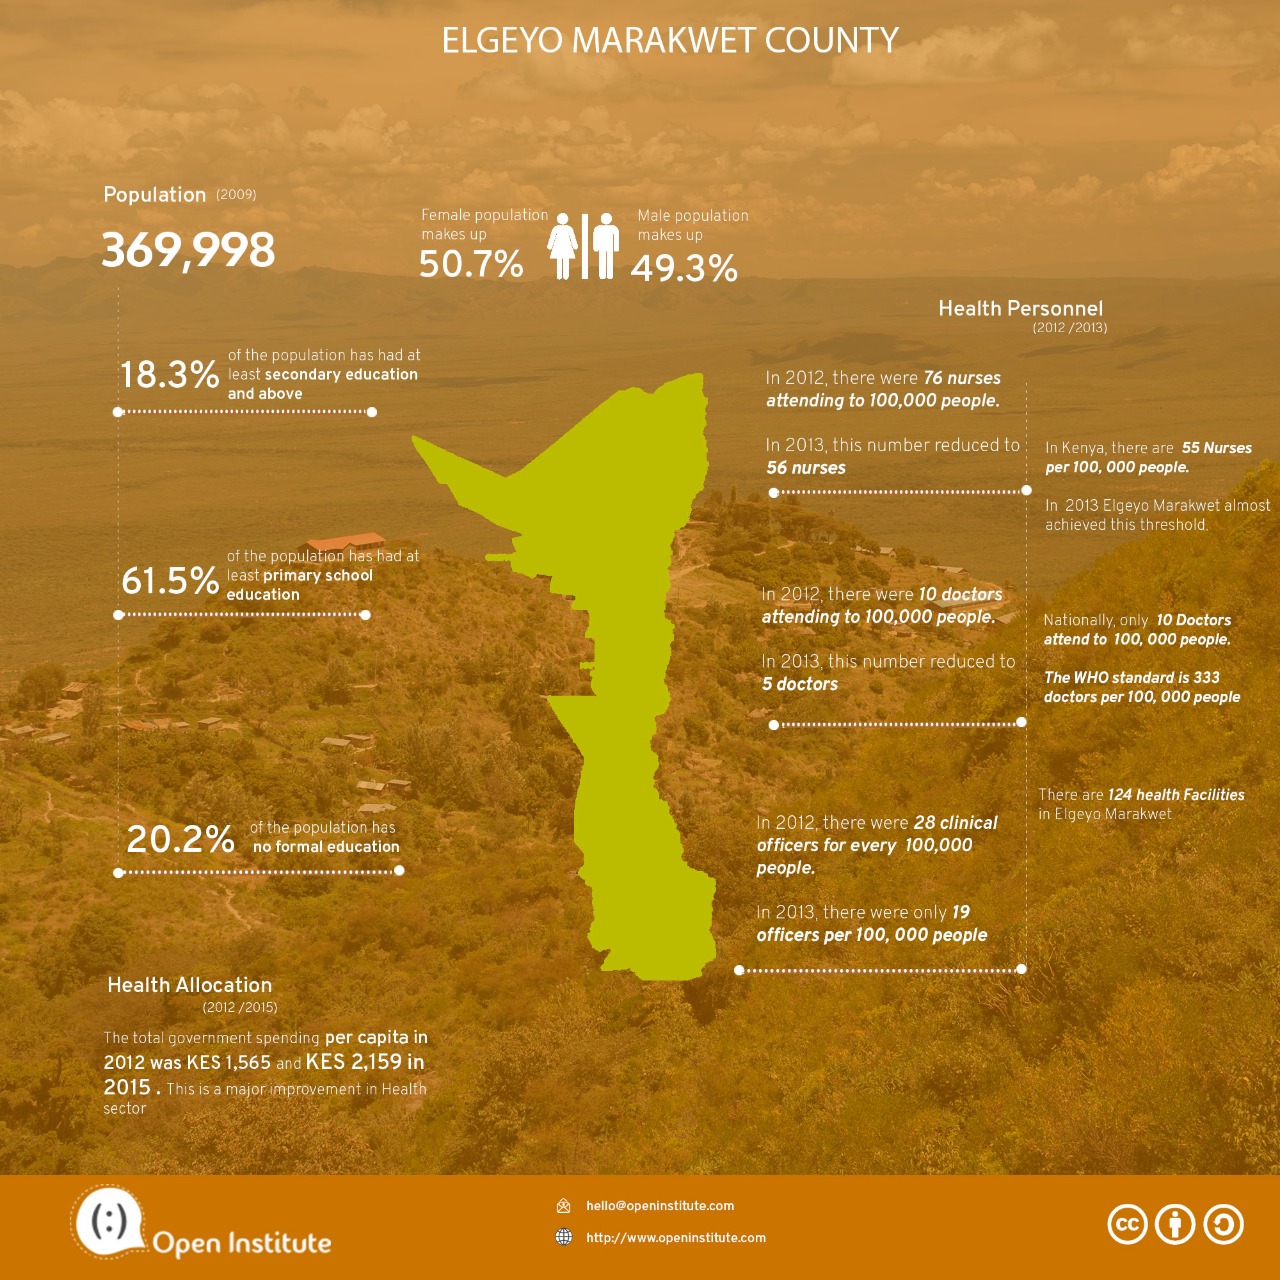 ELGEYO MARAKWET COUNTY
Population (2009)
369,998
Female population
makes up
50.7%
Male population
makes up
49.3%
18.3%
of the population has had at
least secondary education
and above
61.5%
of the population has had at
least primary school
education
20.2%
of the population has
no formal education
Health Allocation
(2012 /2015)
The total government spending per capita in
2012 was KES 1,565 and KES 2,159 in
2015 . This is a major improvement in Health
sector
Health Personnel
(2012 /2013)
In 2012, there were 76 nurses
attending to 100,000 people.
In 2013, this number reduced to
56 nurses
In Kenya, there are 55 Nurses
per 100, 000 people.
In 2013 Elgeyo Marakwet almost
achieved this threshold.
In 2012, there were 10 doctors
attending to 100,000 people.
In 2013, this number reduced to
5 doctors
Nationally, only 10 Doctors
attend to 100, 000 people.
The WHO standard is 333
doctors per 100, 000 people
In 2012, there were 28 clinical
officers for every 100,000
people.
In 2013, there were only 19
officers per 100, 000 people
There are 124 health Facilities
in Elgeyo Marakwet
(:) Open Institute
hello@openinstitute.com
http://www.openinstitute.com
cc